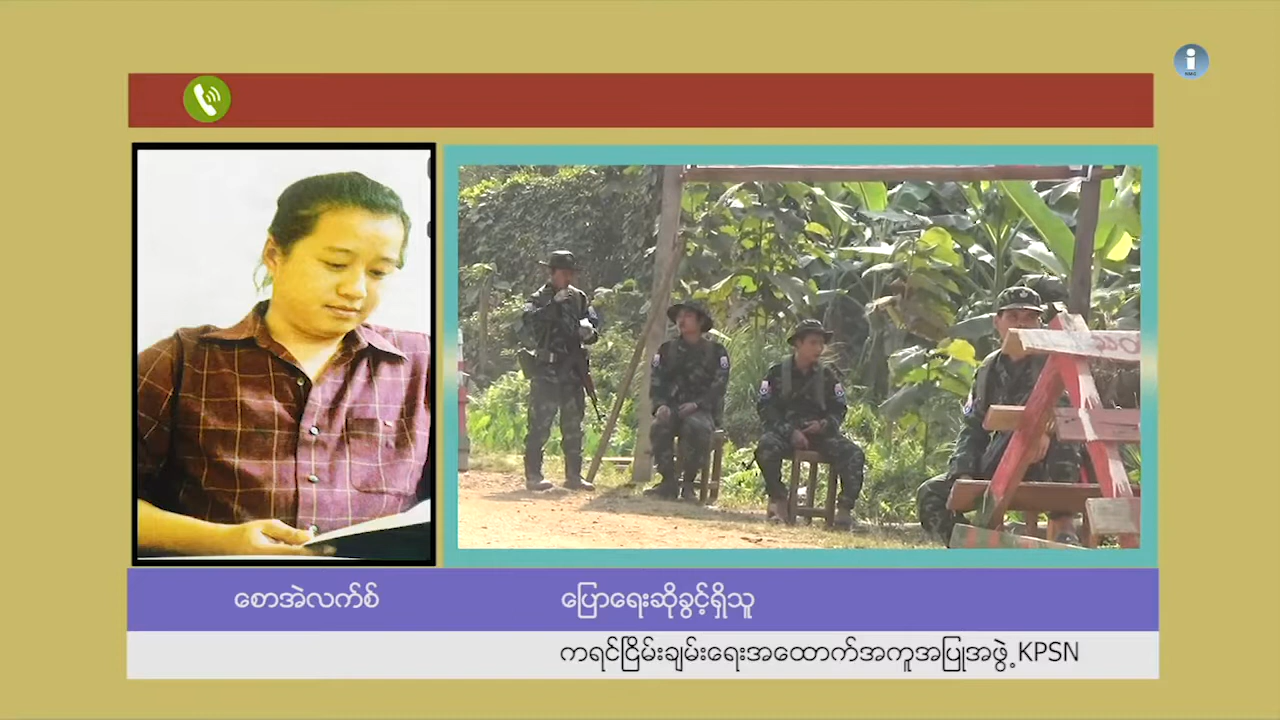 စောအဲလက်စ်
ပြောရေးဆိုခွင့်ရှိသူ
ကရင်ငြိမ်းချမ်းရေးအထောက်အကူအပြုအဖွဲ့ KPSN